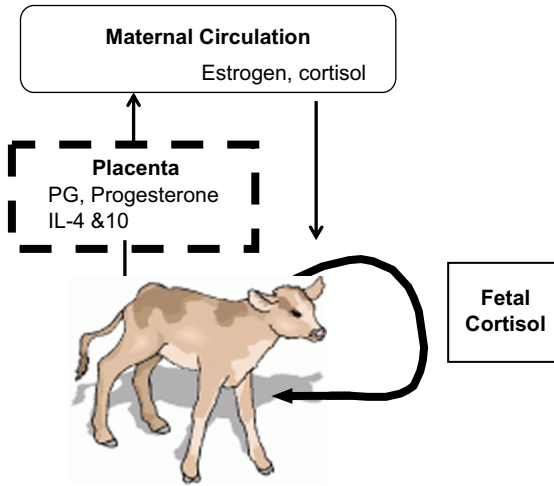 Maternal Circulation
Estrogen, cortisol
Placenta
PG, Progesterone
IL-4 &10
Fetal
Cortisol